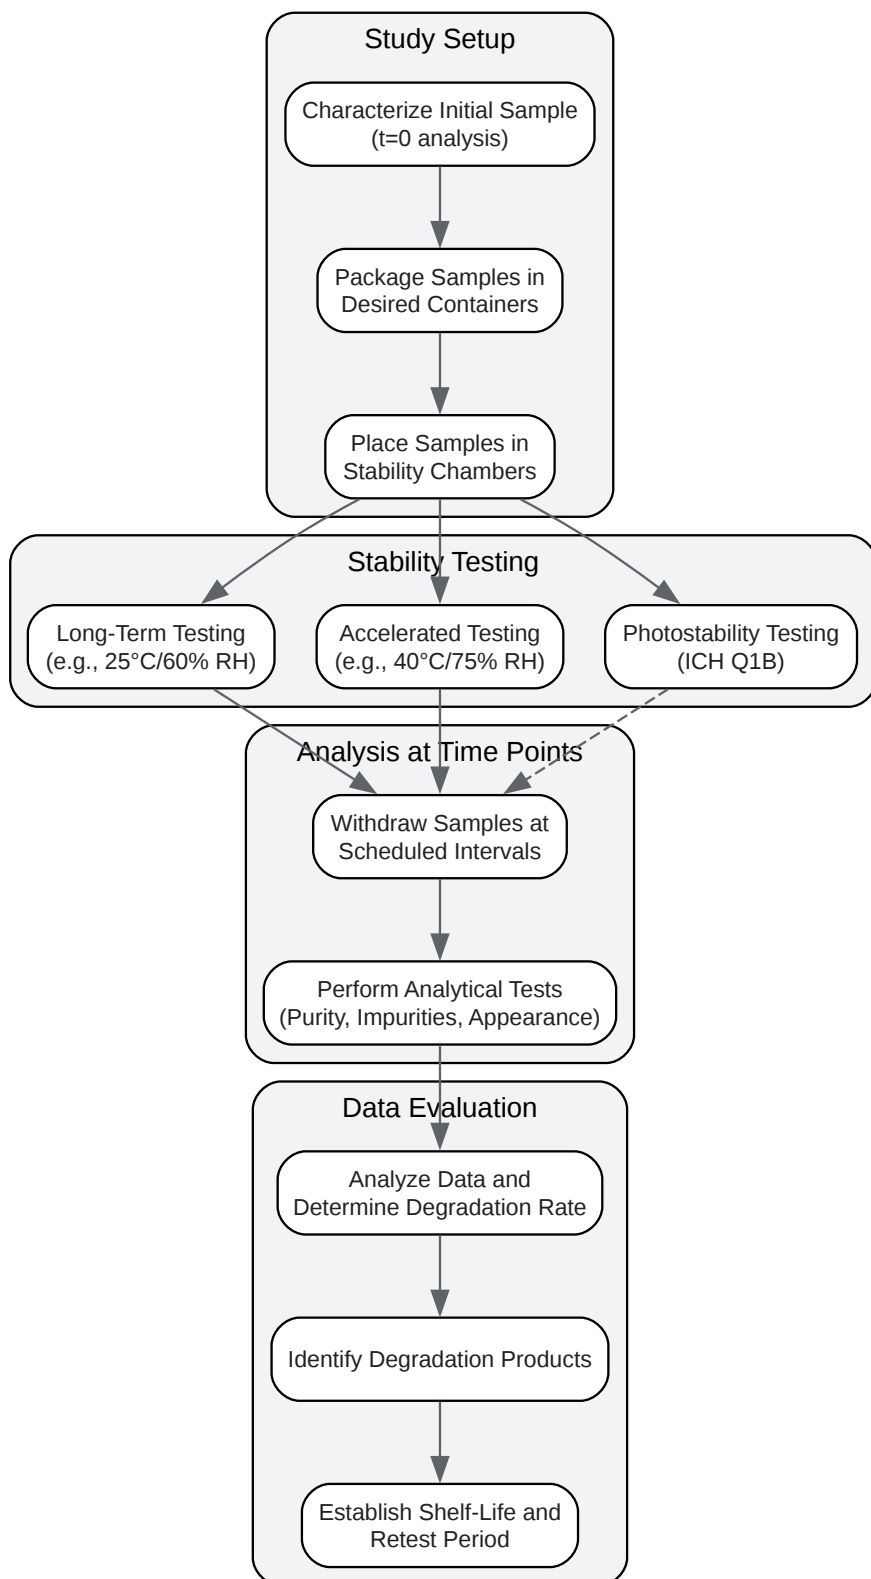 Study Setup
Characterize Initial Sample
(t=0 analysis)
Package Samples in
Desired Containers
Place Samples in
Stability Chambers
Stability Testing
Long-Term Testing
(e.g., 25°C/60% RH)
Accelerated Testing
(e.g., 40°C/75% RH)
Photostability Testing
(ICH Q1B)
Analysis at Time Points
Withdraw Samples at
Scheduled Intervals
Perform Analytical Tests
(Purity, Impurities, Appearance)
Data Evaluation
Analyze Data and
Determine Degradation Rate
Identify Degradation Products
Establish Shelf-Life and
Retest Period